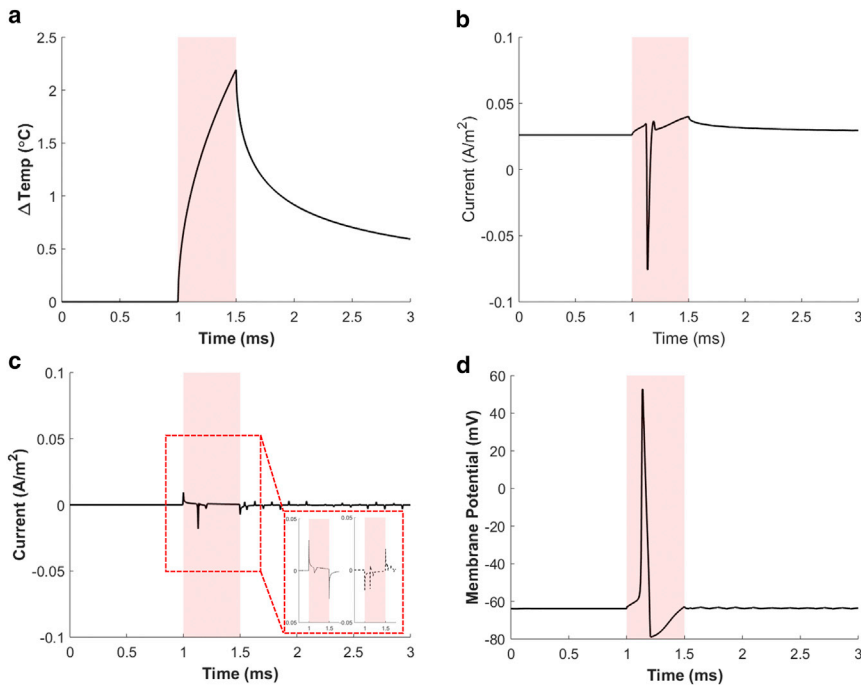 a
2.5
2
1.5
1
0.5
0
Δ Temp (°C)
0 0.5 1 1.5 2 2.5 3
Time (ms)
b
0.1
0.05
0
-0.05
-0.1
Current (A/m²)
0 0.5 1 1.5 2 2.5 3
Time (ms)
c
0.1
0.05
0
-0.05
-0.1
Current (A/m²)
0.05
0
0.05
1 1.5
0.05
0
0.05
1 1.5
0 0.5 1 1.5 2 2.5 3
Time (ms)
d
60
40
20
0
-20
-40
-60
-80
Membrane Potential (mV)
0 0.5 1 1.5 2 2.5 3
Time (ms)